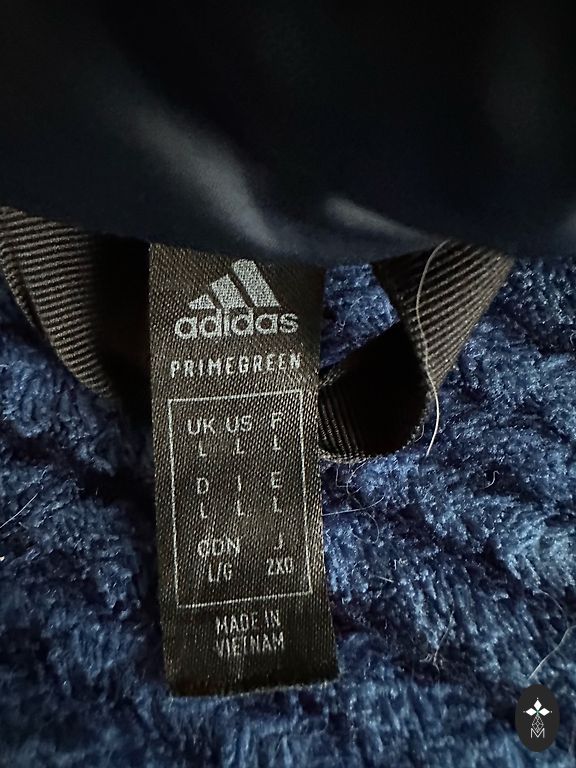 adidas
PRIMEGREEN
UK US F
L L L
D I E
L L L
CDN J
L/G 2XO
MADE IN
VIETNAM
M